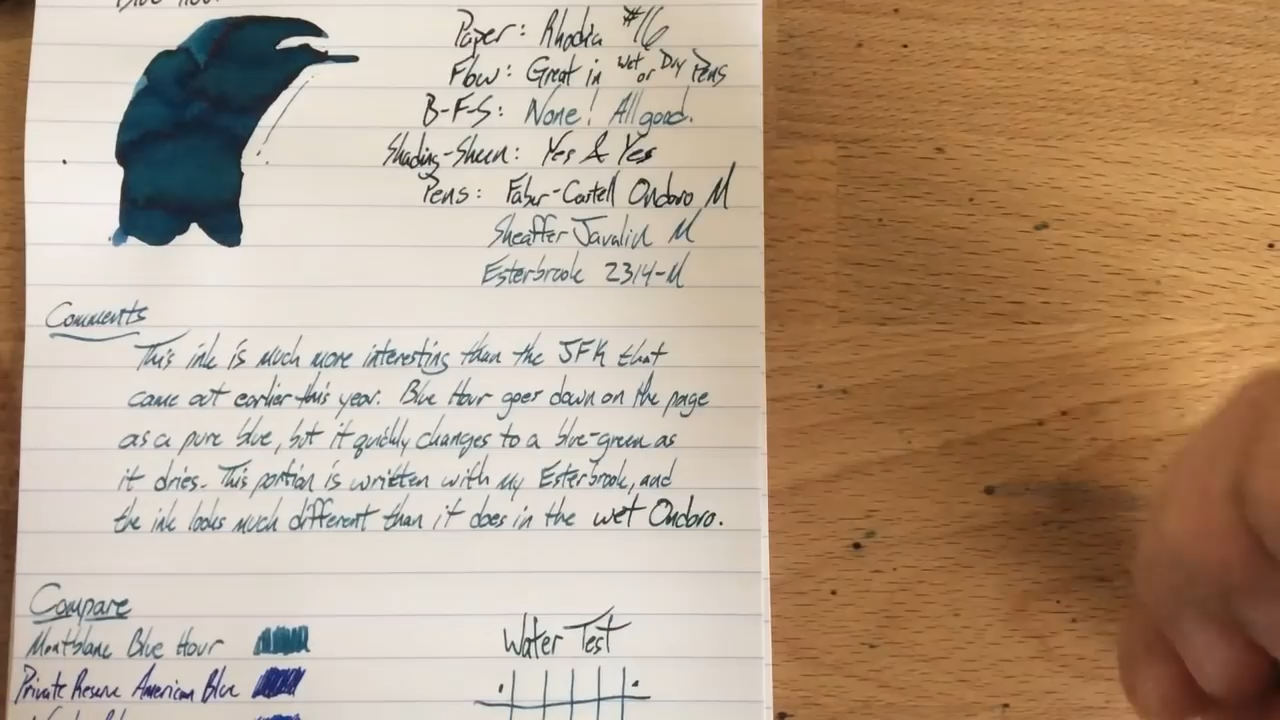 Blue Hour
Paper: Rhodia #16
Flow: Great in Wet or Dry Pens
B-F-S: None! All good.
Shading-Sheen: Yes & Yes
Pens: Faber-Castell Ondoro M
Sheaffer Javalin M
Esterbrook 2314-M
Comments
This ink is much more interesting than the JFK that
came out earlier this year. Blue Hour goes down on the page
as a pure blue, but it quickly changes to a blue-green as
it dries. This portion is written with my Esterbrook, and
the ink looks much different than it does in the wet Ondoro.
Compare
Montblanc Blue Hour
Water Test
Private Reserve American Blue